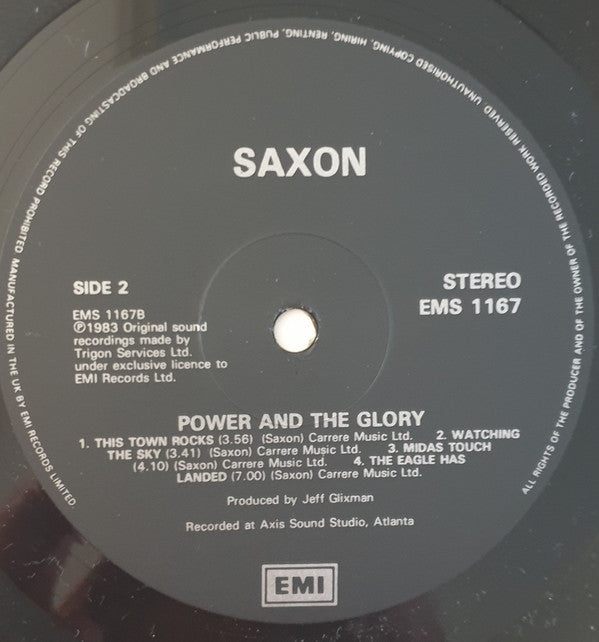 MANUFACTURED IN THE UK BY EMI RECORDS LIMITED. ALL RIGHTS OF THE PRODUCER AND OF THE OWNER OF THE RECORDED WORK RESERVED UNAUTHORISED COPYING, HIRING, RENTING, PUBLIC PERFORMANCE AND BROADCASTING OF THIS RECORD PROHIBITED
SAXON
SIDE 2
STEREO
EMS 1167
EMS 1167B
℗1983 Original sound
recordings made by
Trigon Services Ltd.
under exclusive licence to
EMI Records Ltd.
POWER AND THE GLORY
1. THIS TOWN ROCKS (3.56) (Saxon) Carrere Music Ltd. 2. WATCHING
THE SKY (3.41) (Saxon) Carrere Music Ltd. 3. MIDAS TOUCH
(4.10) (Saxon) Carrere Music Ltd. 4. THE EAGLE HAS
LANDED (7.00) (Saxon) Carrere Music Ltd.
Produced by Jeff Glixman
Recorded at Axis Sound Studio, Atlanta
EMI